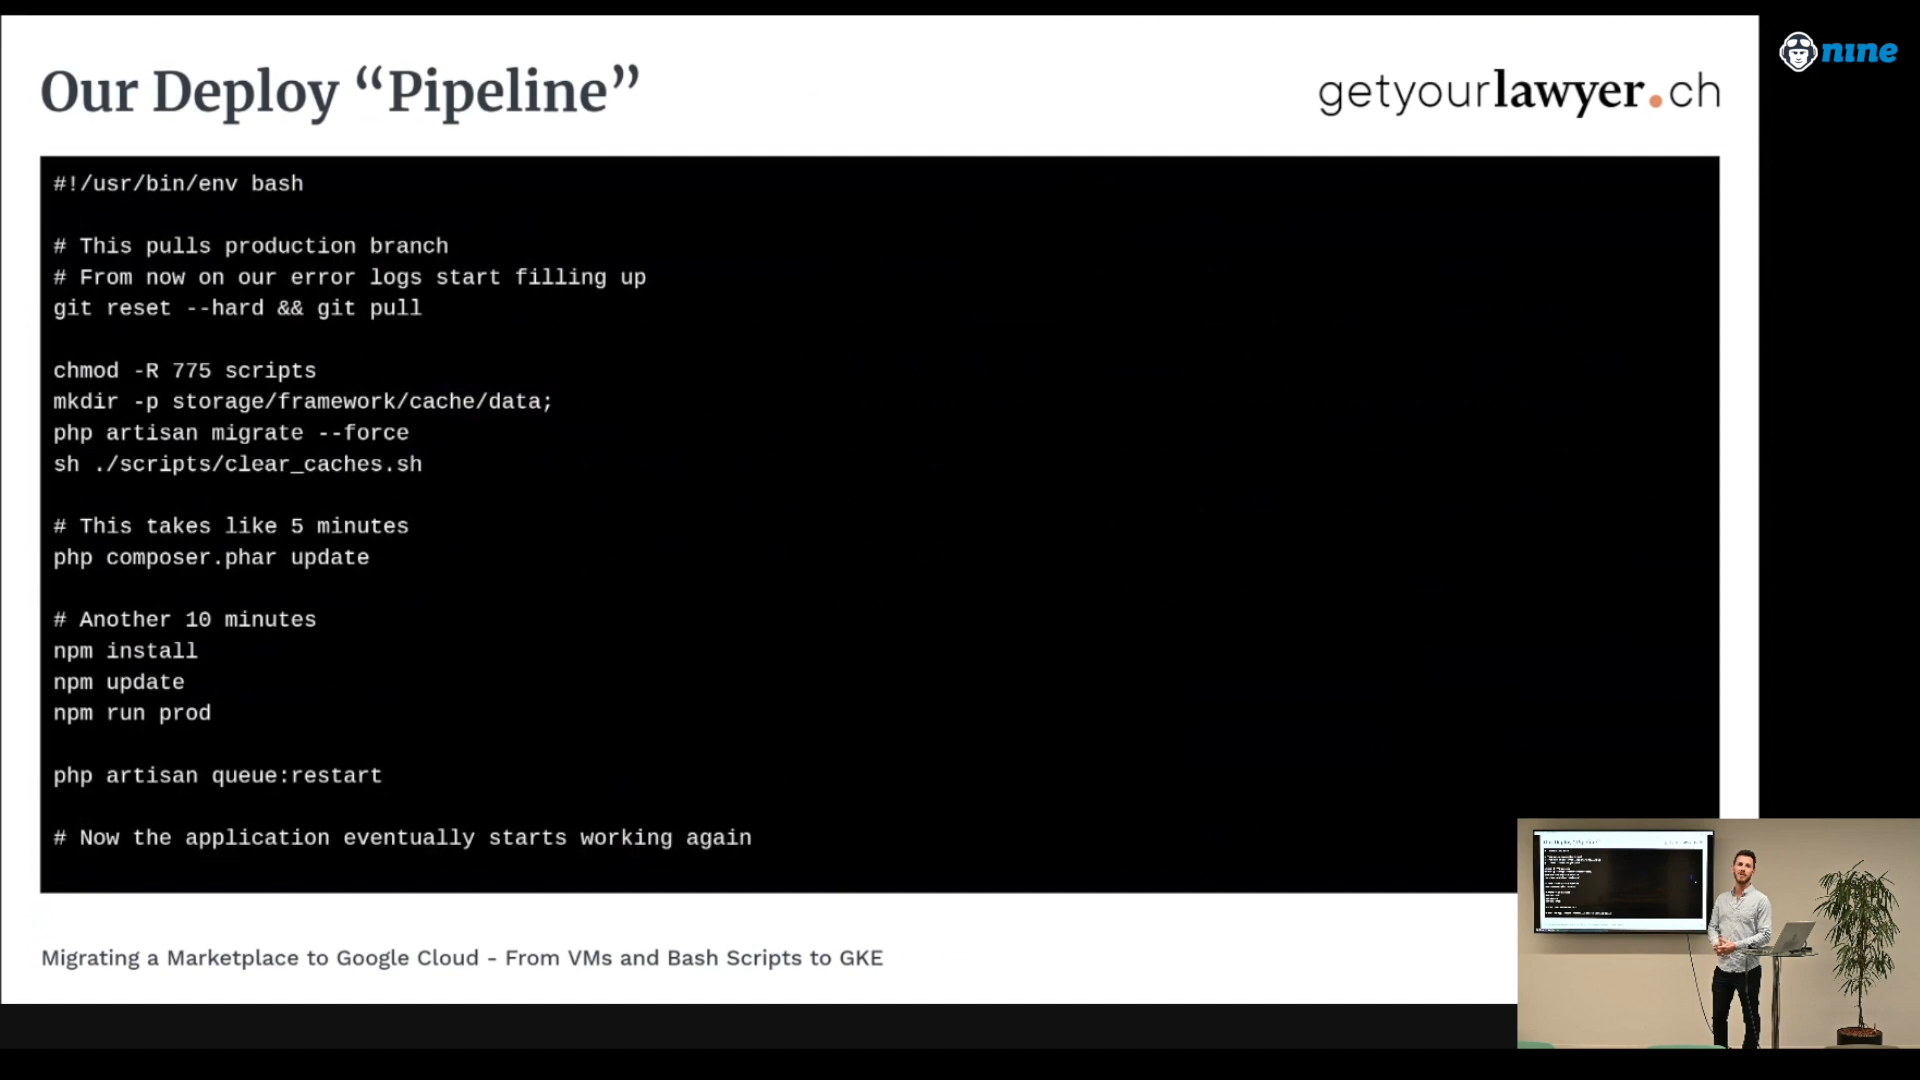 Our Deploy “Pipeline”
getyourlawyer.ch
nine
#!/usr/bin/env bash
# This pulls production branch
# From now on our error logs start filling up
git reset --hard && git pull
chmod -R 775 scripts
mkdir -p storage/framework/cache/data;
php artisan migrate --force
sh ./scripts/clear_caches.sh
# This takes like 5 minutes
php composer.phar update
# Another 10 minutes
npm install
npm update
npm run prod
php artisan queue:restart
# Now the application eventually starts working again
Migrating a Marketplace to Google Cloud - From VMs and Bash Scripts to GKE